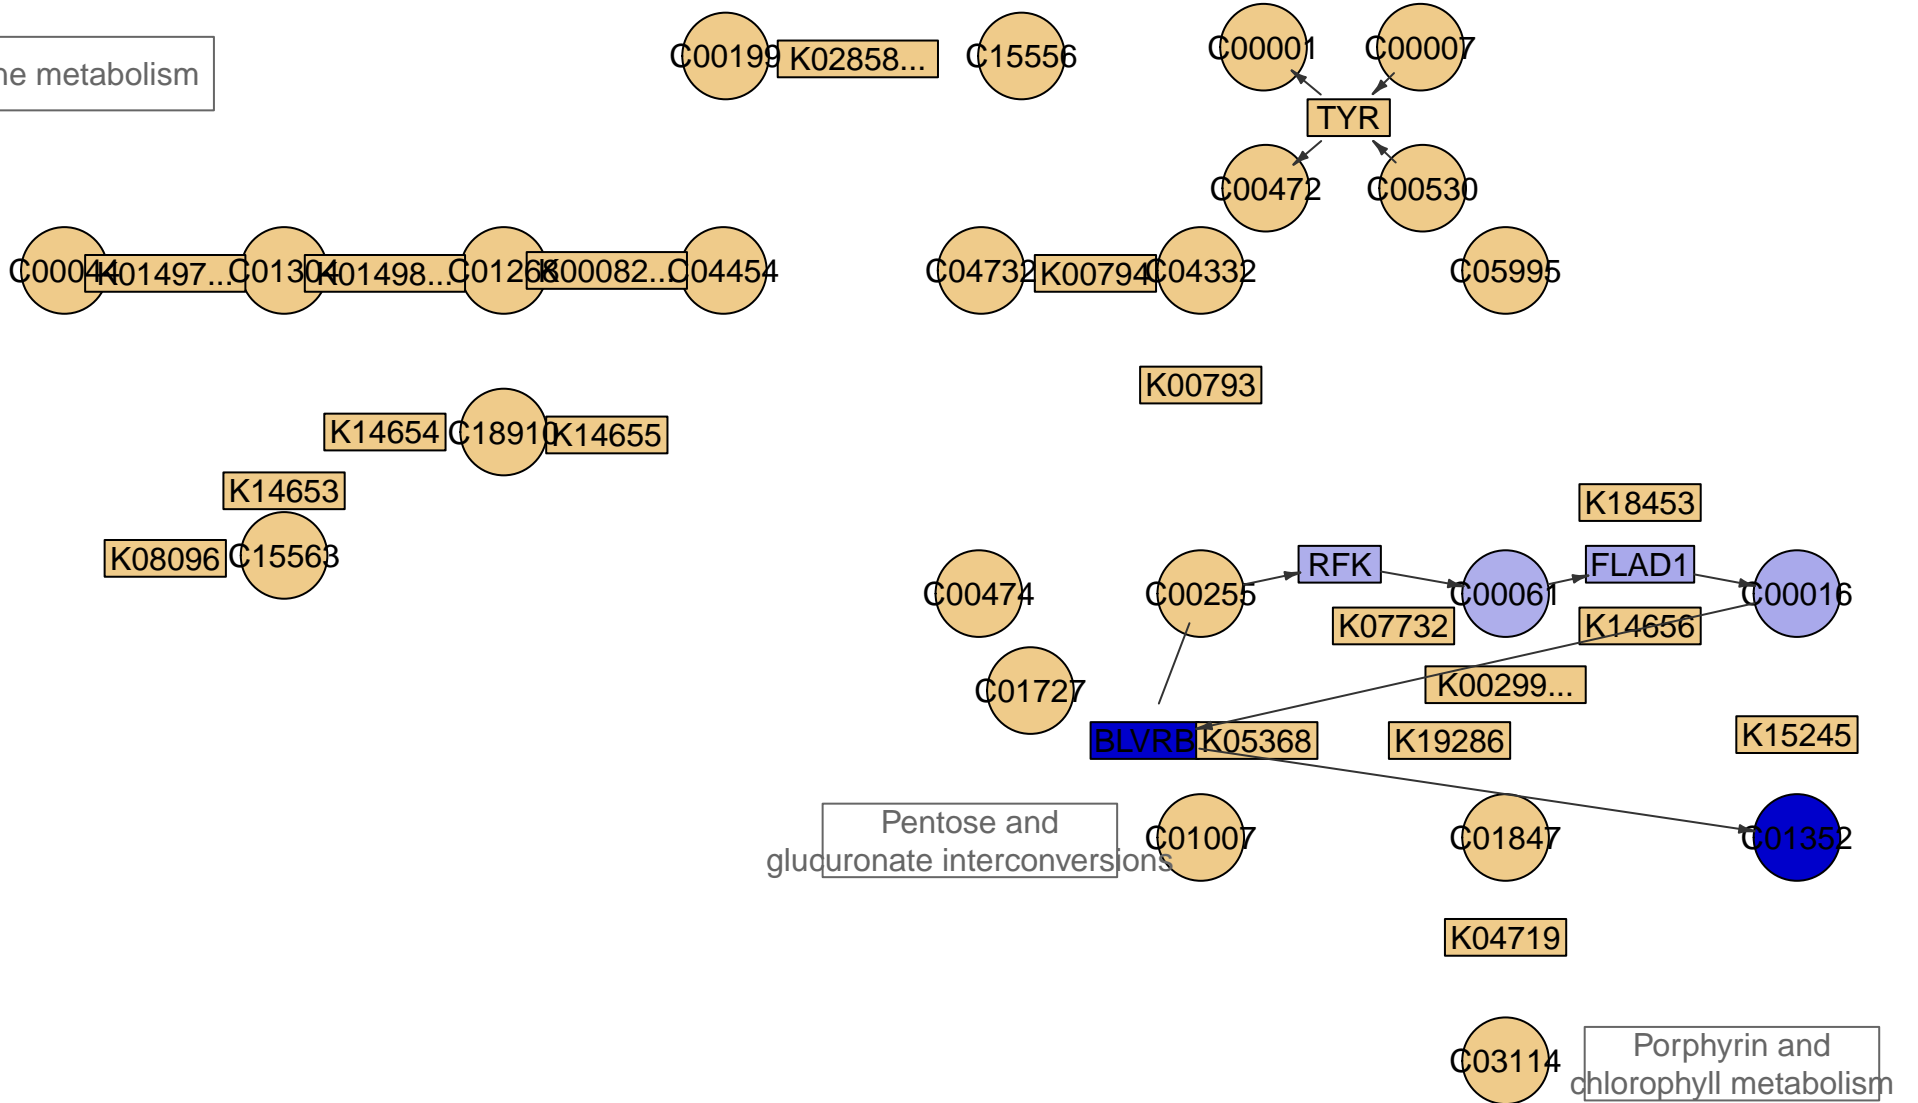 ne metabolism
C00199
K02858...
C15556
C00001
C00007
TYR
C00472
C00530
C00044
K01497...
C01304
K01498...
C01268
K00082...
C04454
C04732
K00794
C04332
C05995
K00793
K14654
C18910
K14655
K14653
K08096
C15563
K18453
C00474
C00255
RFK
C00061
FLAD1
C00016
K07732
K14656
C01727
K00299...
BLVRB
K05368
K19286
K15245
Pentose and
glucuronate interconversions
C01007
C01847
C01352
K04719
C03114
Porphyrin and
chlorophyll metabolism